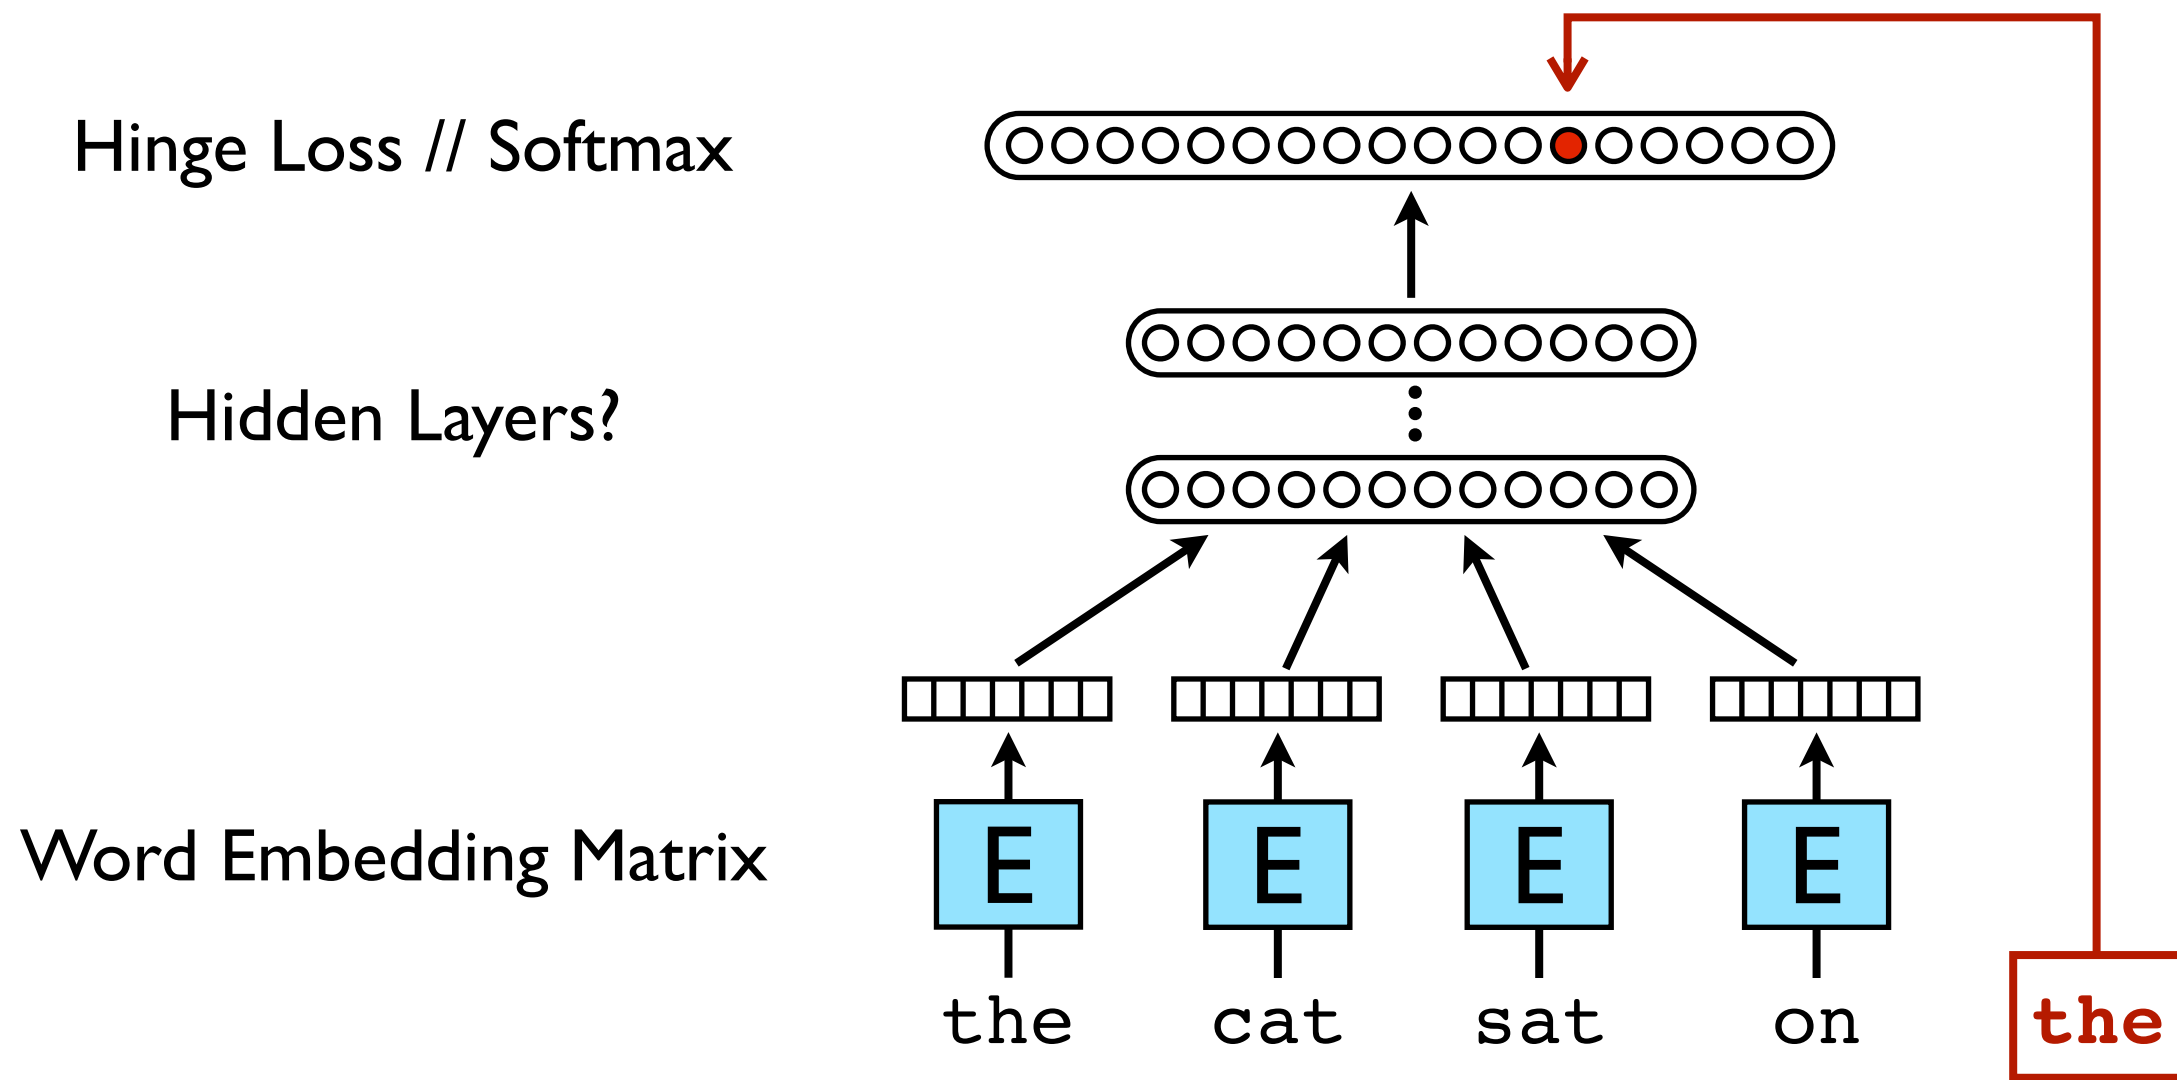 Hinge Loss // Softmax
Hidden Layers?
Word Embedding Matrix
E E E E
the cat sat on the